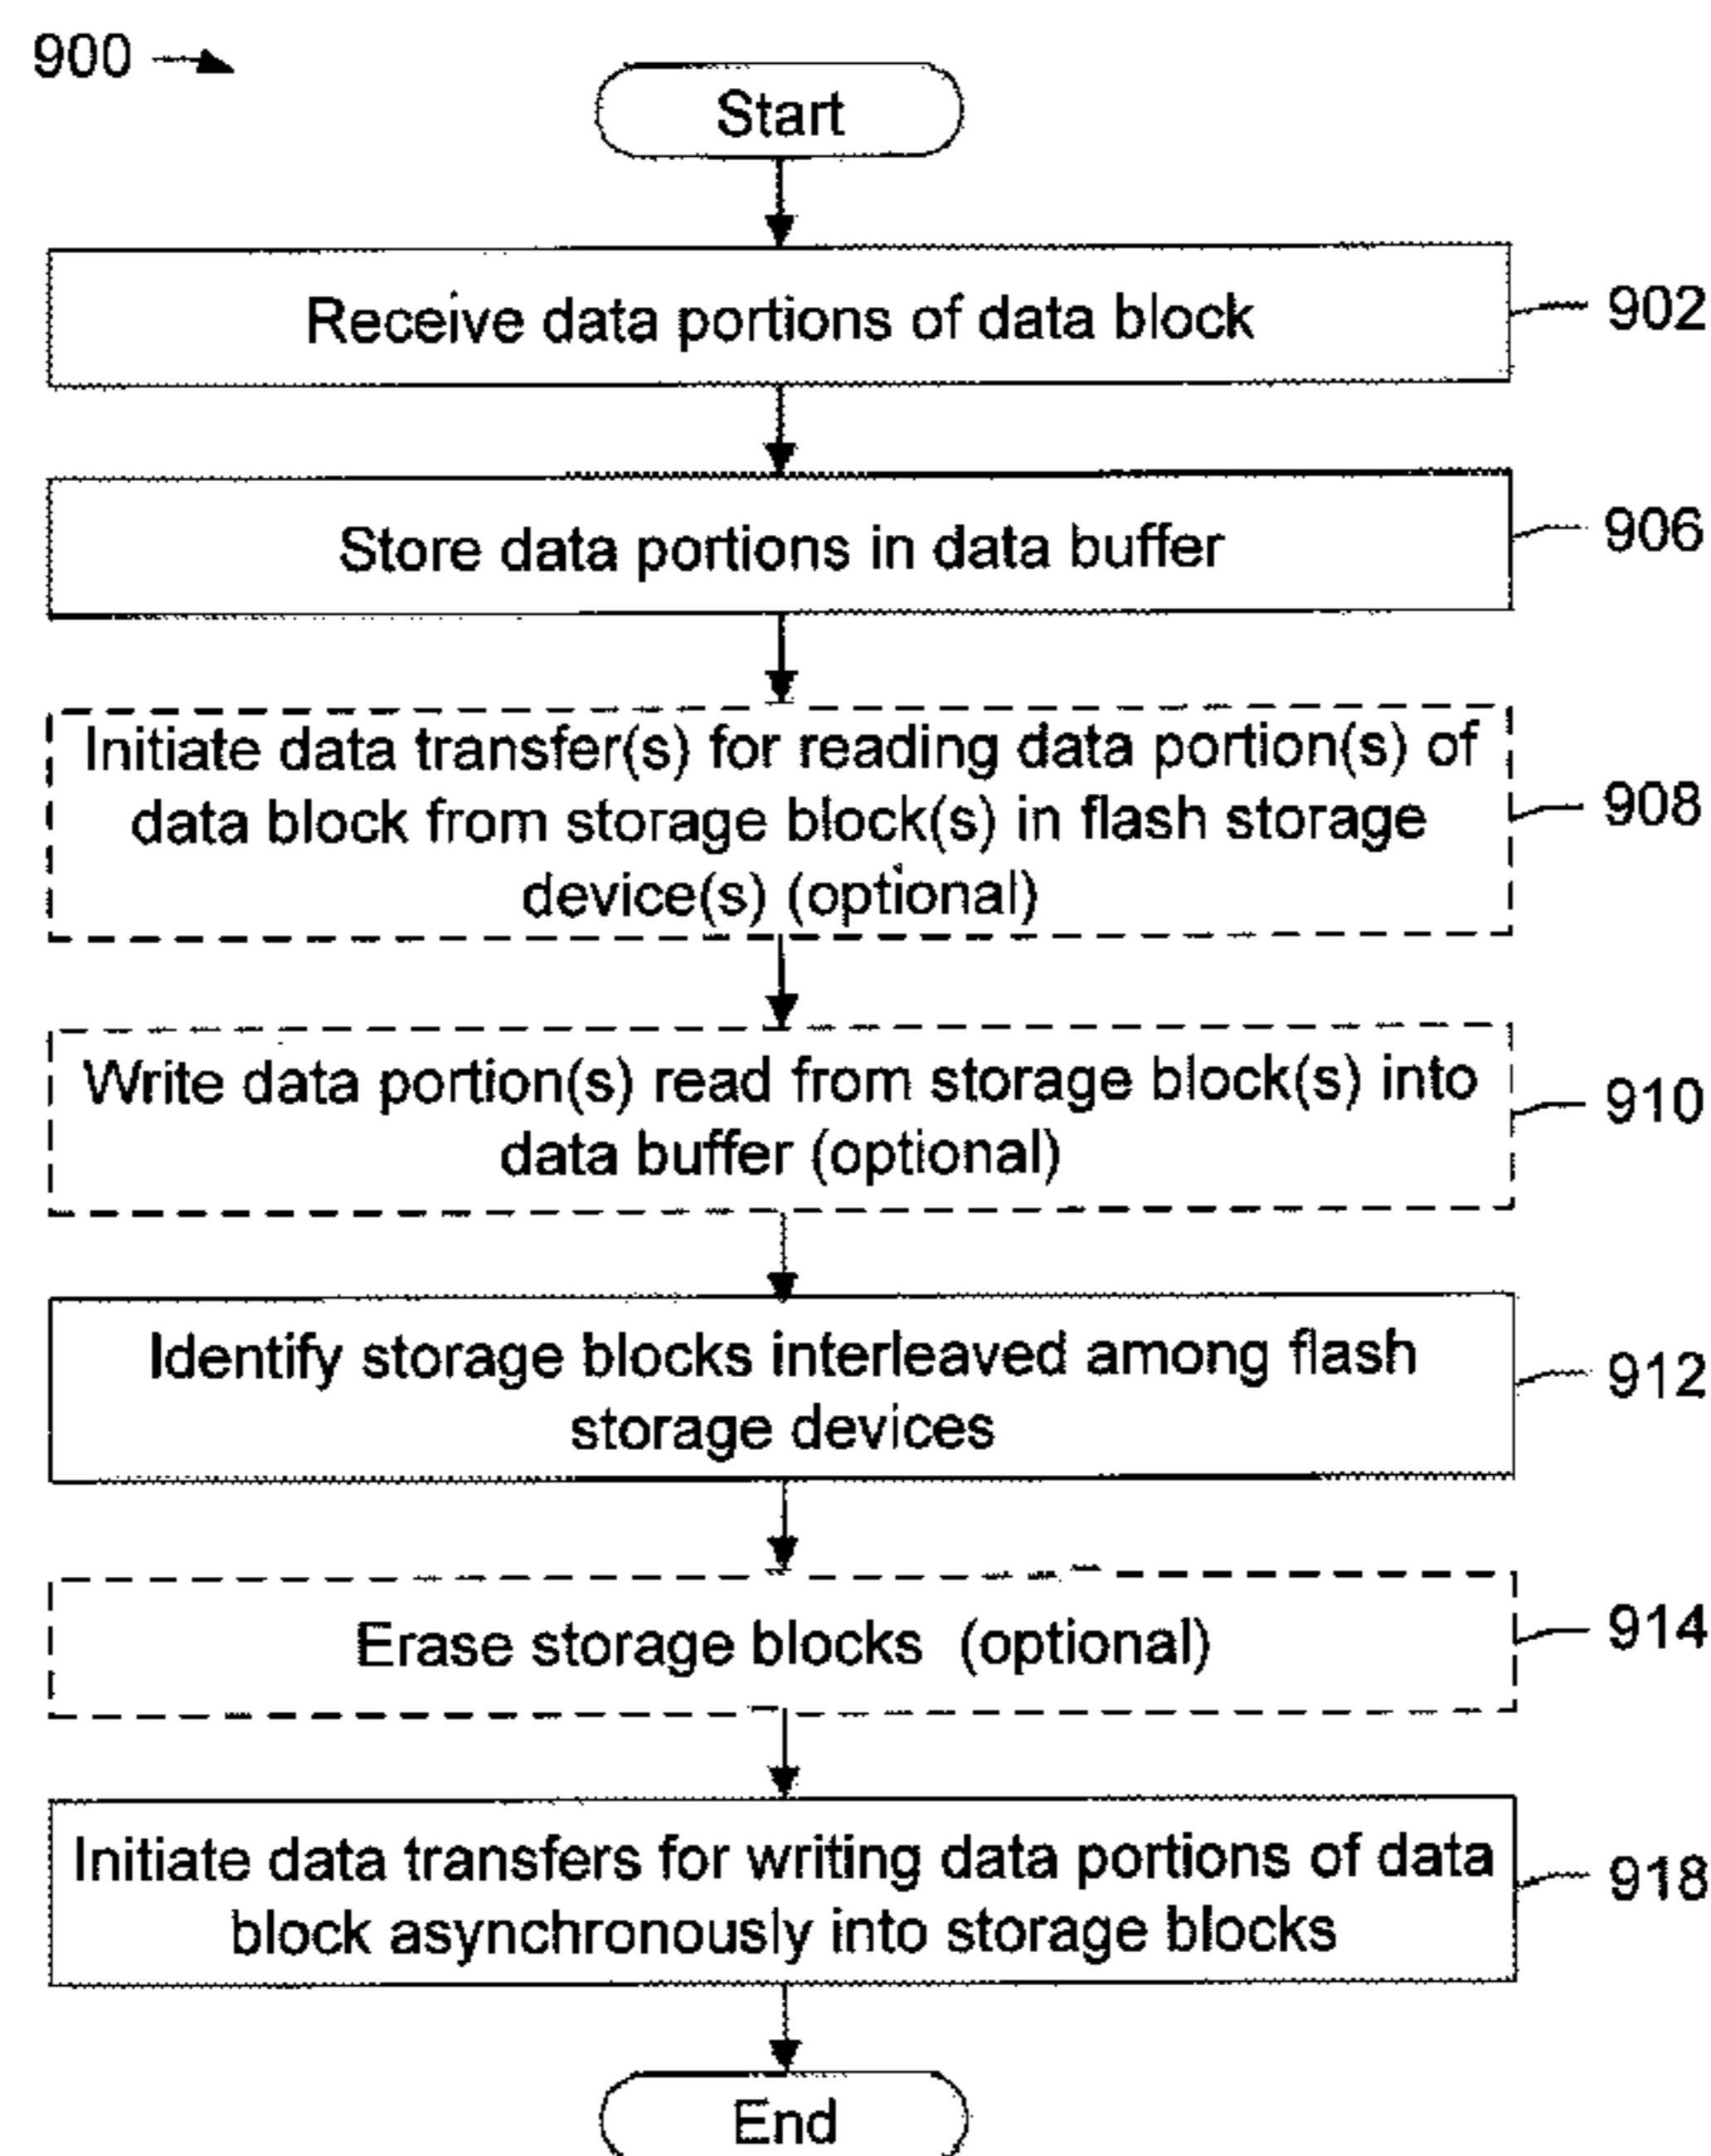 900
Start
Receive data portions of data block
902
Store data portions in data buffer
906
Initiate data transfer(s) for reading data portion(s) of
data block from storage block(s) in flash storage
device(s) (optional)
908
Write data portion(s) read from storage block(s) into
data buffer (optional)
910
Identify storage blocks interleaved among flash
storage devices
912
Erase storage blocks (optional)
914
Initiate data transfers for writing data portions of data
block asynchronously into storage blocks
918
End